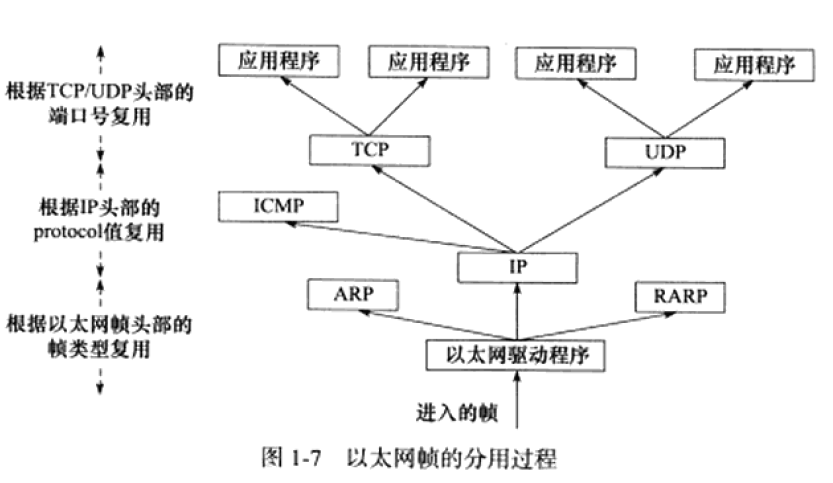 应用程序
应用程序
应用程序
应用程序
根据TCP/UDP头部的
端口号复用
TCP
UDP
根据IP头部的
protocol值复用
ICMP
IP
ARP
RARP
根据以太网帧头部的
帧类型复用
以太网驱动程序
进入的帧
图 1-7 以太网帧的分用过程